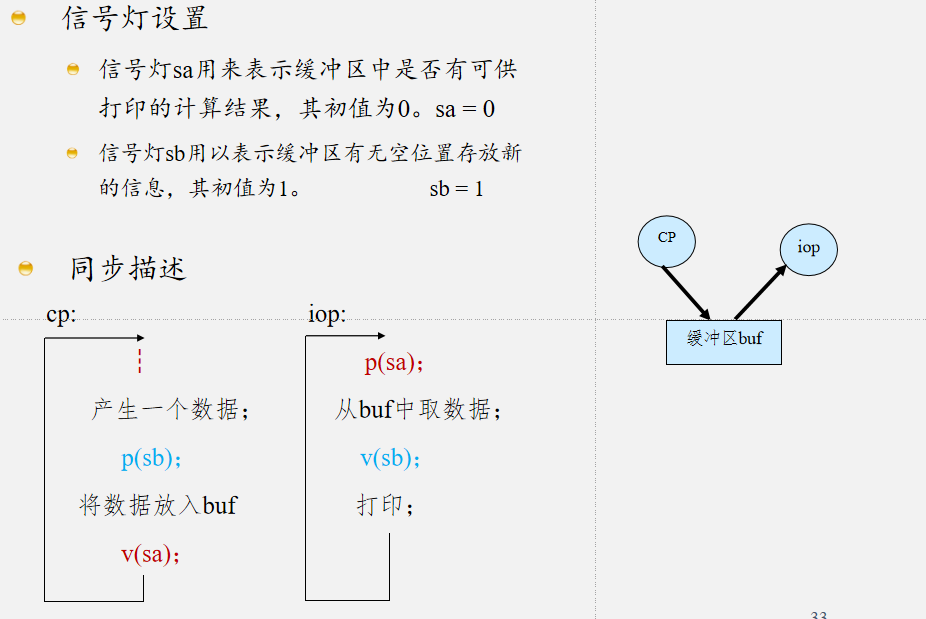 信号灯设置
信号灯sa用来表示缓冲区中是否有可供
打印的计算结果，其初值为0。sa = 0
信号灯sb用以表示缓冲区有无空位置存放新
的信息，其初值为1。 sb = 1
同步描述
cp:
产生一个数据；
p(sb)；
将数据放入buf
v(sa)；
iop:
p(sa)；
从buf中取数据；
v(sb)；
打印；
CP
iop
缓冲区buf
33